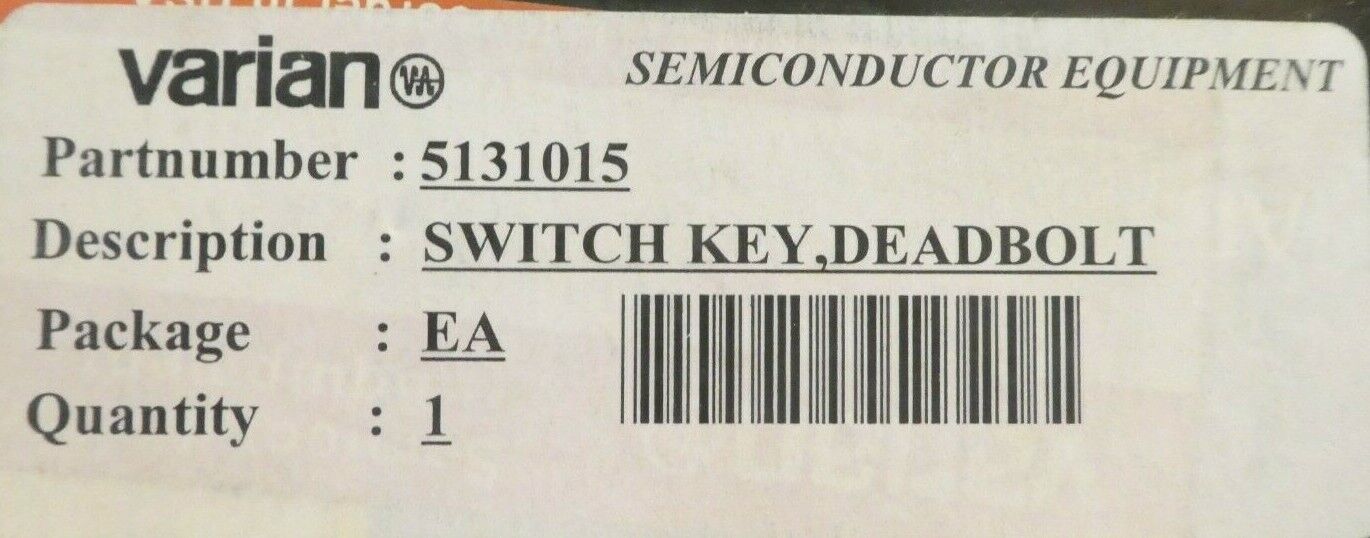 varian
SEMICONDUCTOR EQUIPMENT
Partnumber : 5131015
Description : SWITCH KEY,DEADBOLT
Package : EA
Quantity : 1